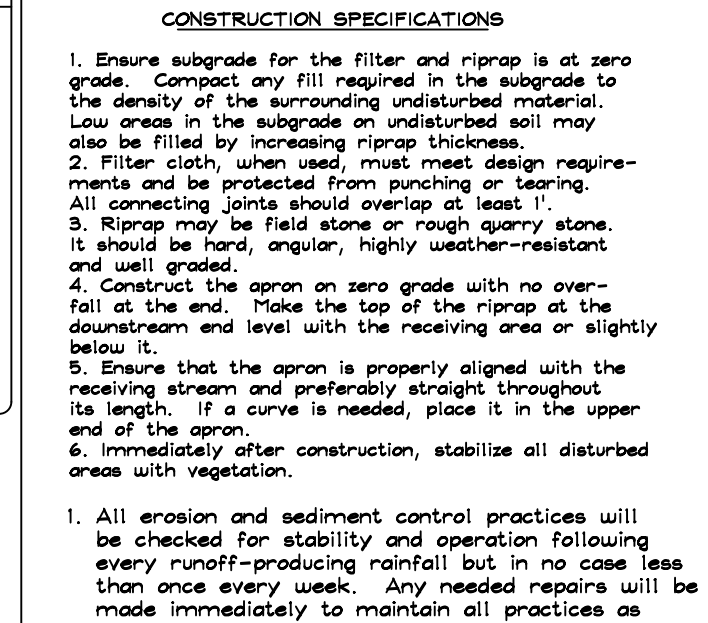 CONSTRUCTION SPECIFICATIONS
1. Ensure subgrade for the filter and riprap is at zero
grade. Compact any fill required in the subgrade to
the density of the surrounding undisturbed material.
Low areas in the subgrade on undisturbed soil may
also be filled by increasing riprap thickness.
2. Filter cloth, when used, must meet design require-
ments and be protected from punching or tearing.
All connecting joints should overlap at least 1'.
3. Riprap may be field stone or rough quarry stone.
It should be hard, angular, highly weather-resistant
and well graded.
4. Construct the apron on zero grade with no over-
fall at the end. Make the top of the riprap at the
downstream end level with the receiving area or slightly
below it.
5. Ensure that the apron is properly aligned with the
receiving stream and preferably straight throughout
its length. If a curve is needed, place it in the upper
end of the apron.
6. Immediately after construction, stabilize all disturbed
areas with vegetation.
1. All erosion and sediment control practices will
be checked for stability and operation following
every runoff-producing rainfall but in no case less
than once every week. Any needed repairs will be
made immediately to maintain all practices as